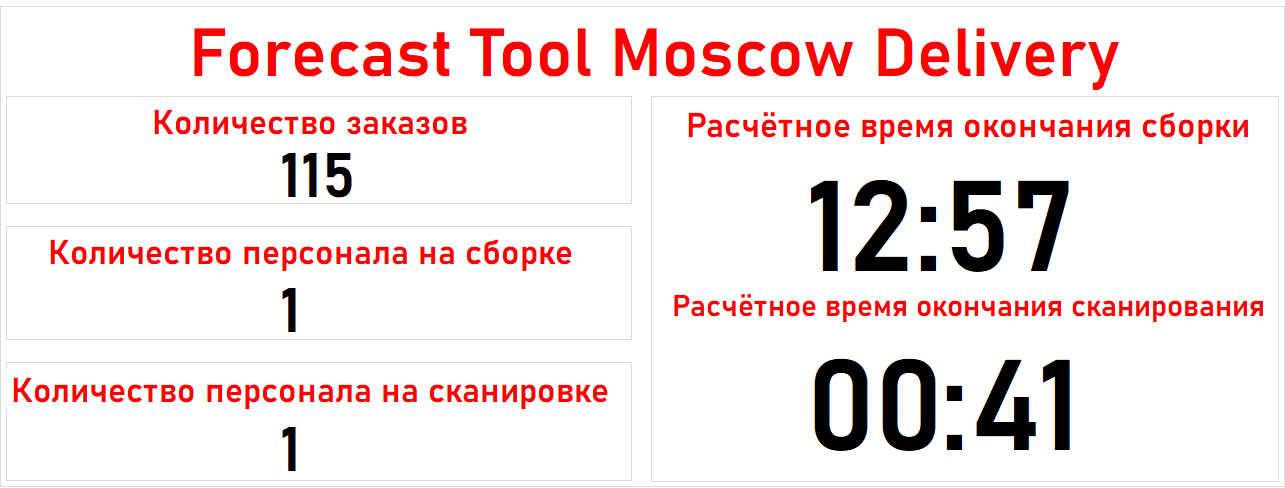 Forecast Tool Moscow Delivery
Количество заказов
115
Количество персонала на сборке
1
Количество персонала на сканировке
1
Расчётное время окончания сборки
12:57
Расчётное время окончания сканирования
00:41